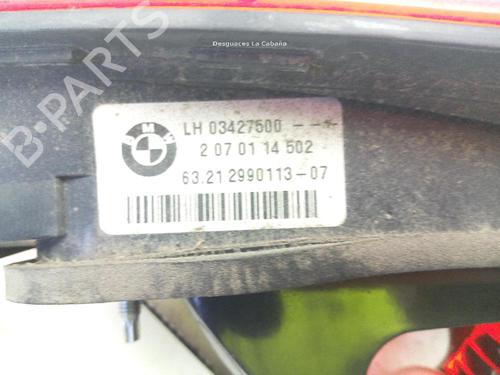 Desguaces La Cabaña
B-PARTS
BMW
LH 03427500 ---
2 07 01 14 502
63.21 2990113-07